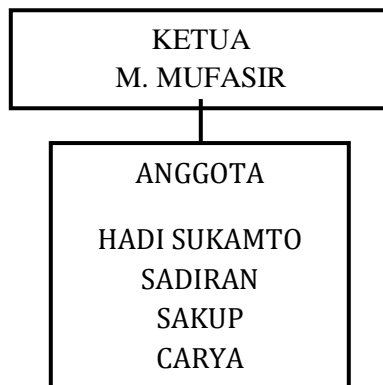 KETUA
M. MUFASIR
ANGGOTA
HADI SUKAMTO
SADIRAN
SAKUP
CARYA